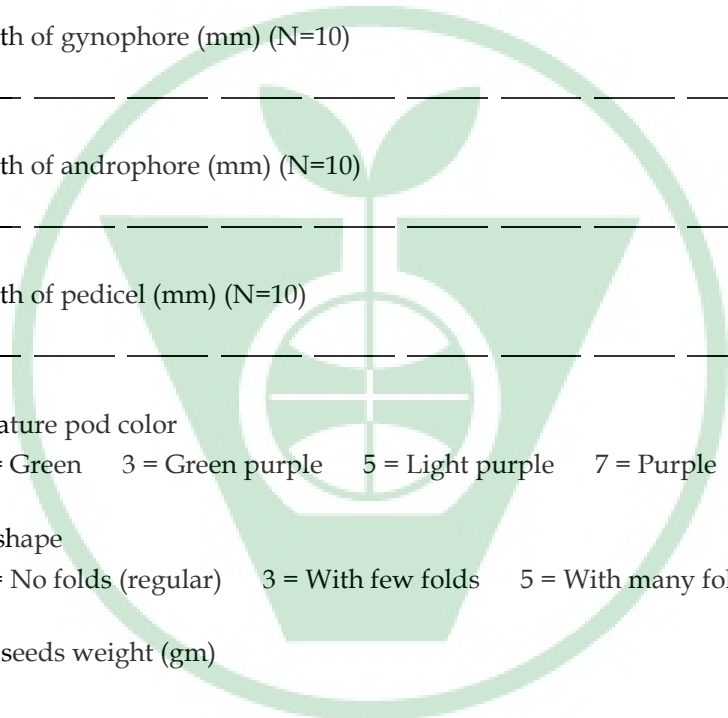 th of gynophore (mm) (N=10)
th of androphore (mm) (N=10)
th of pedicel (mm) (N=10)
ature pod color
= Green 3 = Green purple 5 = Light purple 7 = Purple
shape
= No folds (regular) 3 = With few folds 5 = With many fol
seeds weight (gm)